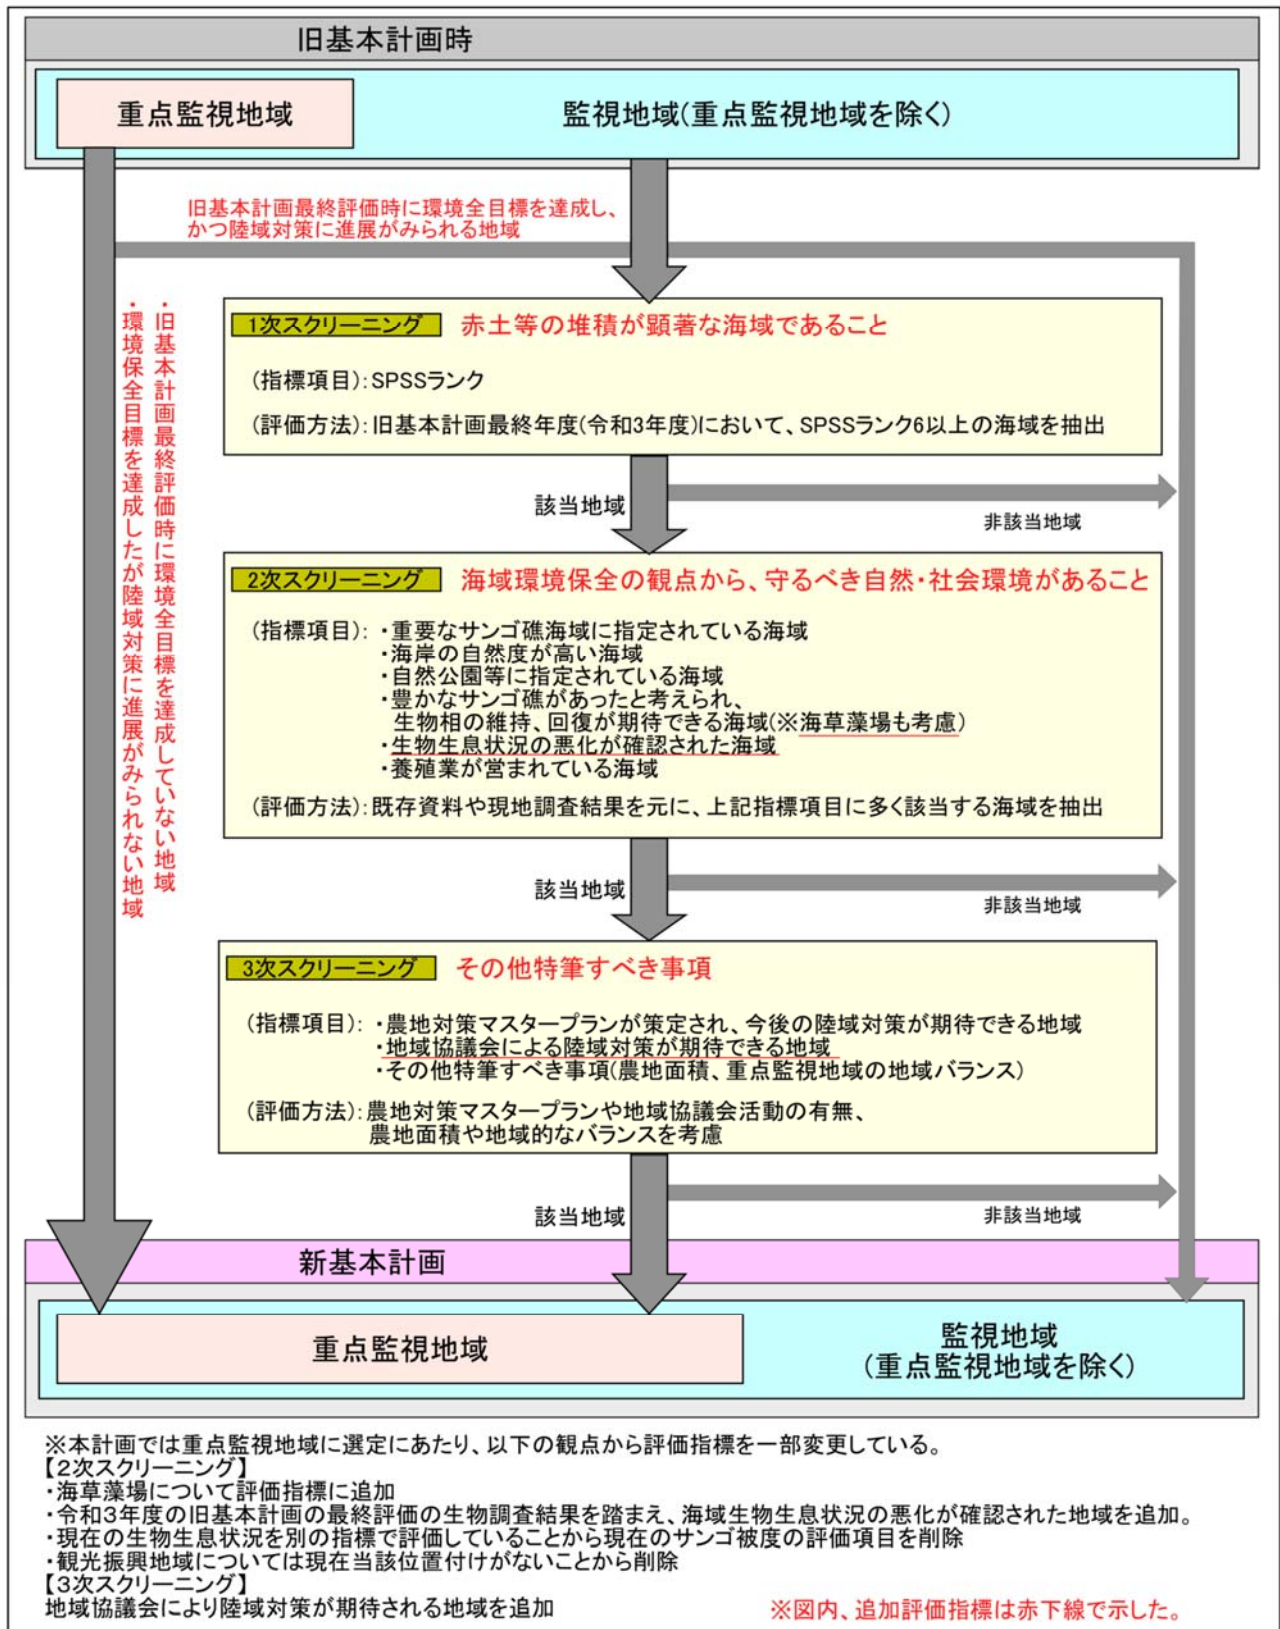 旧基本計画時
重点監視地域
監視地域(重点監視地域を除く)
旧基本計画最終評価時に環境全目標を達成し、
かつ陸域対策に進展がみられる地域
・旧基本計画最終評価時に環境全目標を達成していない地域
・環境保全目標を達成したが陸域対策に進展がみられない地域
1次スクリーニング 赤土等の堆積が顕著な海域であること
(指標項目):SPSSランク
(評価方法):旧基本計画最終年度(令和3年度)において、SPSSランク6以上の海域を抽出
該当地域
非該当地域
2次スクリーニング 海域環境保全の観点から、守るべき自然・社会環境があること
(指標項目):・重要なサンゴ礁海域に指定されている海域
・海岸の自然度が高い海域
・自然公園等に指定されている海域
・豊かなサンゴ礁があったと考えられ、
生物相の維持、回復が期待できる海域(※海草藻場も考慮)
・生物生息状況の悪化が確認された海域
・養殖業が営まれている海域
(評価方法):既存資料や現地調査結果を元に、上記指標項目に多く該当する海域を抽出
該当地域
非該当地域
3次スクリーニング その他特筆すべき事項
(指標項目):・農地対策マスタープランが策定され、今後の陸域対策が期待できる地域
・地域協議会による陸域対策が期待できる地域
・その他特筆すべき事項(農地面積、重点監視地域の地域バランス)
(評価方法):農地対策マスタープランや地域協議会活動の有無、
農地面積や地域的なバランスを考慮
該当地域
非該当地域
新基本計画
重点監視地域
監視地域
(重点監視地域を除く)
※本計画では重点監視地域に選定にあたり、以下の観点から評価指標を一部変更している。
【2次スクリーニング】
・海草藻場について評価指標に追加
・令和3年度の旧基本計画の最終評価の生物調査結果を踏まえ、海域生物生息状況の悪化が確認された地域を追加。
・現在の生物生息状況を別の指標で評価していることから現在のサンゴ被度の評価項目を削除
・観光振興地域については現在当該位置付けがないことから削除
【3次スクリーニング】
地域協議会により陸域対策が期待される地域を追加
※図内、追加評価指標は赤下線で示した。